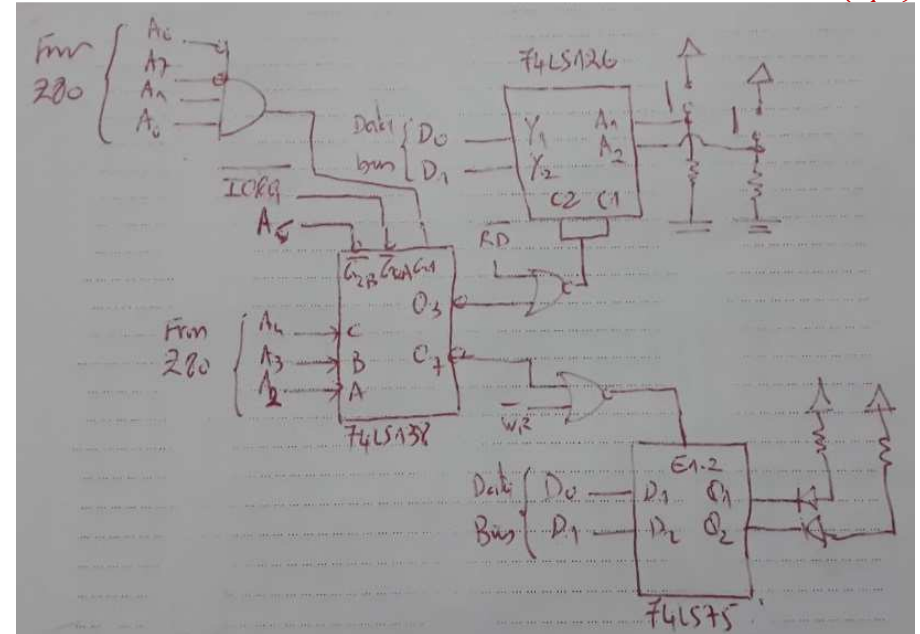 From
Z80
A6
A7
A1
A0
IORQ
A5
Data
bus
D0
D1
74LS126
Y1
Y2
A1
A2
C2 C1
RD
G2B G2A G1
From
Z80
A4
A3
A2
C
B
A
O3
O7
74LS138
WR
Data
Bus
D0
D1
D1
D2
E1-2
Q1
Q2
74LS75